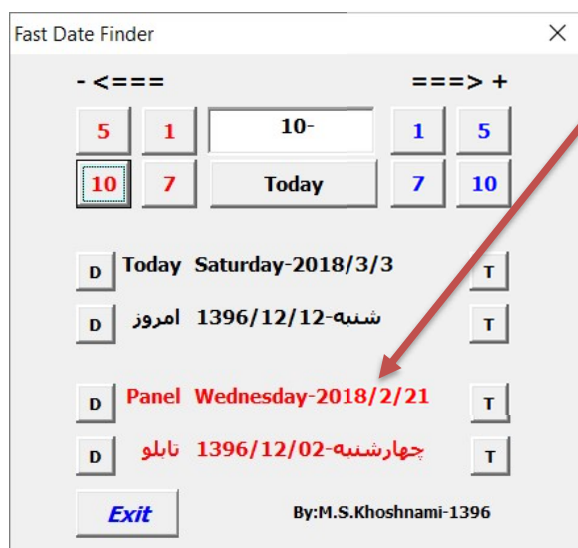 Fast Date Finder
- <=== ===> +
5 1 10- 1 5
10 7 Today 7 10
D Today Saturday-2018/3/3 T
D امروز شنبه-1396/12/12 T
D Panel Wednesday-2018/2/21 T
D تابلو چهارشنبه-1396/12/02 T
Exit By:M.S.Khoshnami-1396